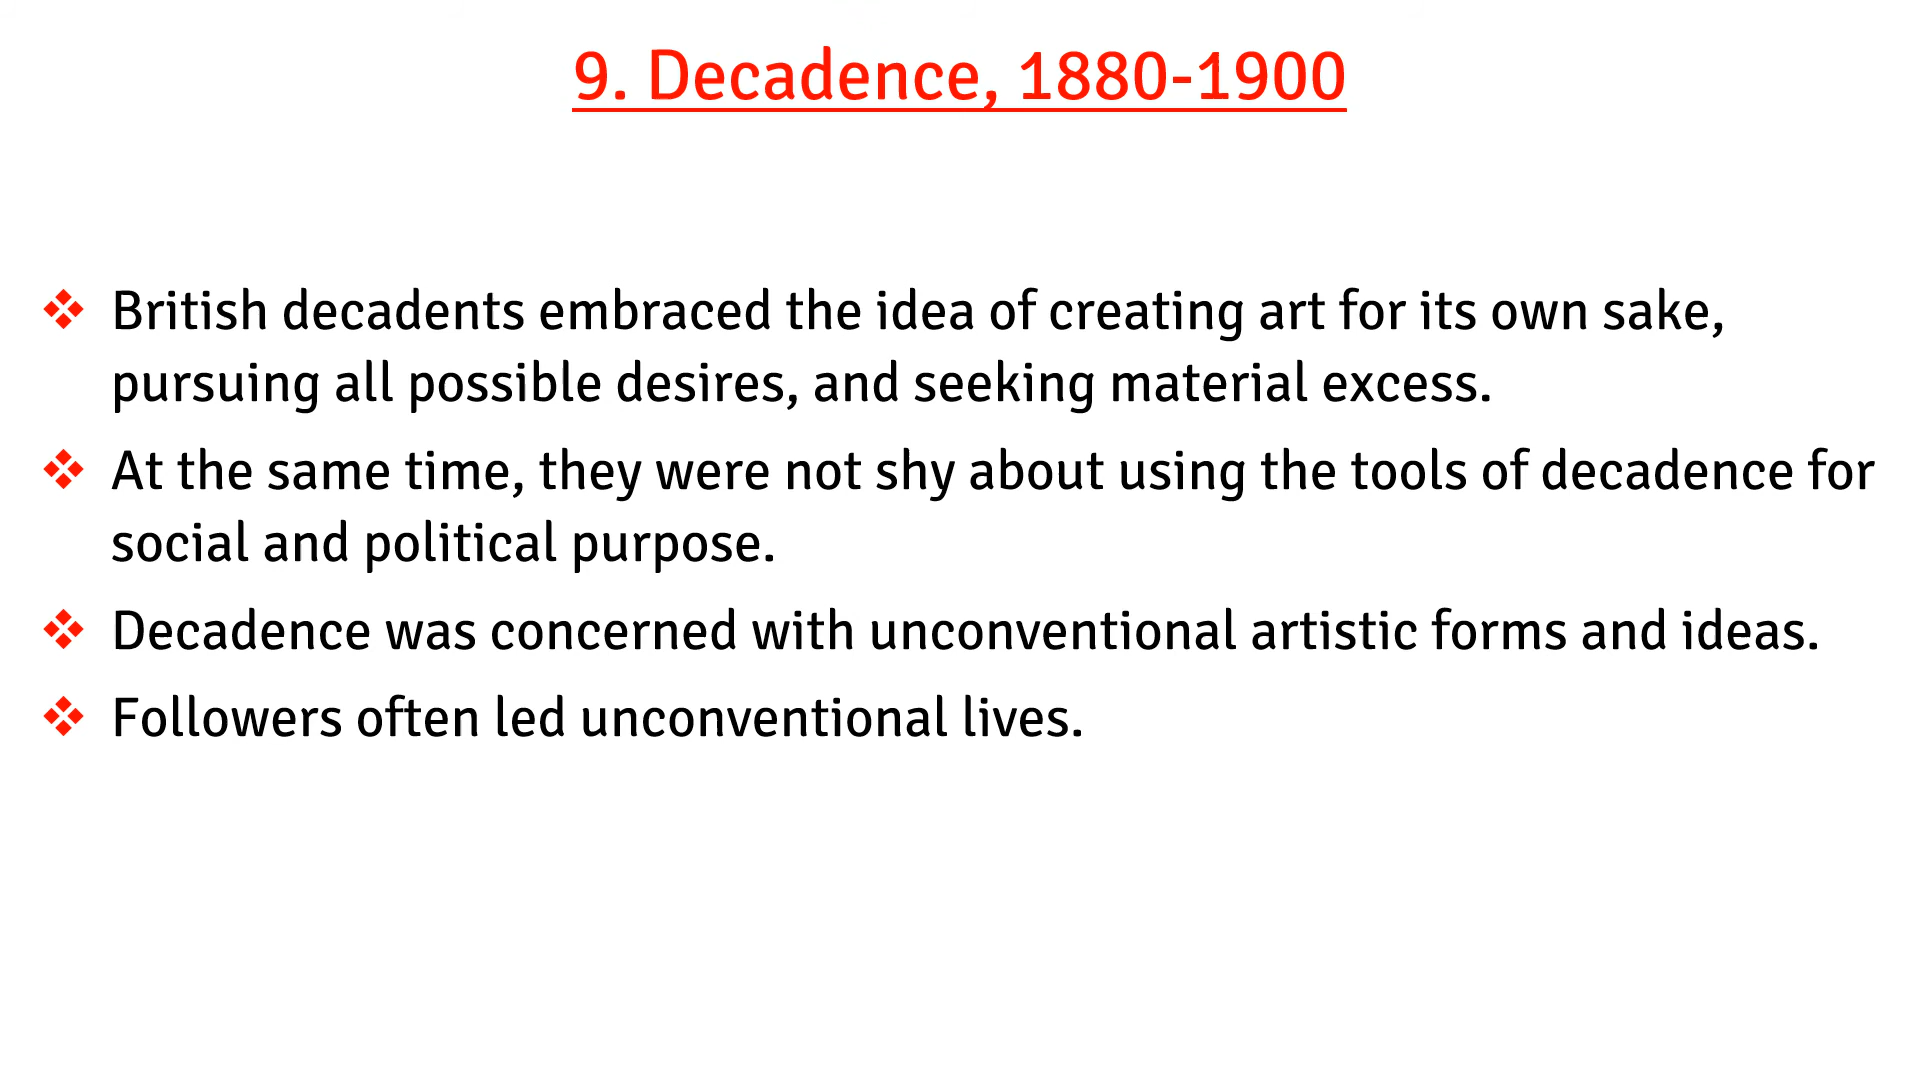 9. Decadence, 1880-1900
❖ British decadents embraced the idea of creating art for its own sake,
pursuing all possible desires, and seeking material excess.
❖ At the same time, they were not shy about using the tools of decadence for
social and political purpose.
❖ Decadence was concerned with unconventional artistic forms and ideas.
❖ Followers often led unconventional lives.